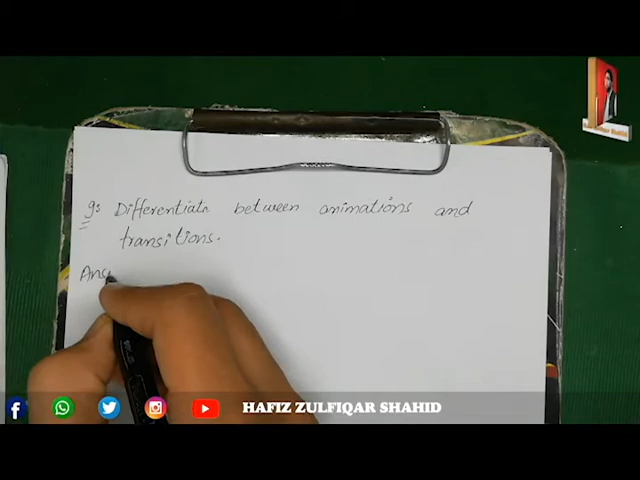 9: Differentiate between animations and
transitions.
Ans
HAFIZ ZULFIQAR SHAHID